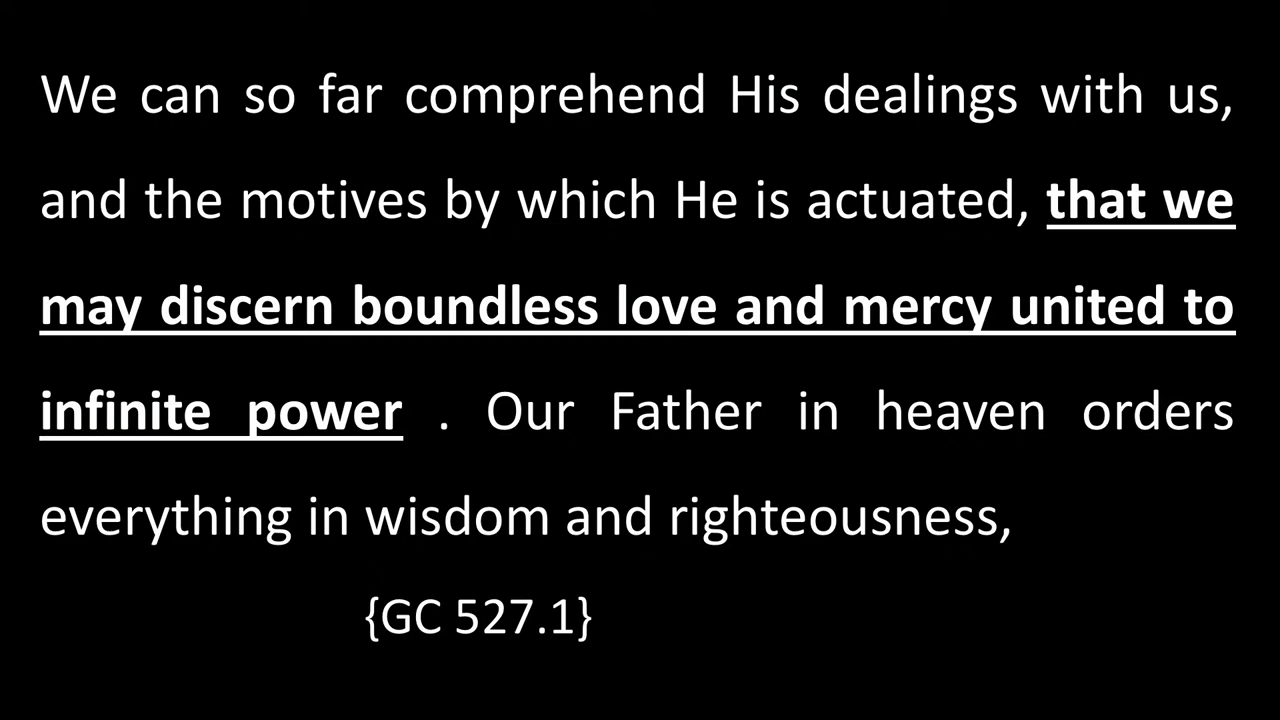 We can so far comprehend His dealings with us,
and the motives by which He is actuated, that we
may discern boundless love and mercy united to
infinite power . Our Father in heaven orders
everything in wisdom and righteousness,
{GC 527.1}